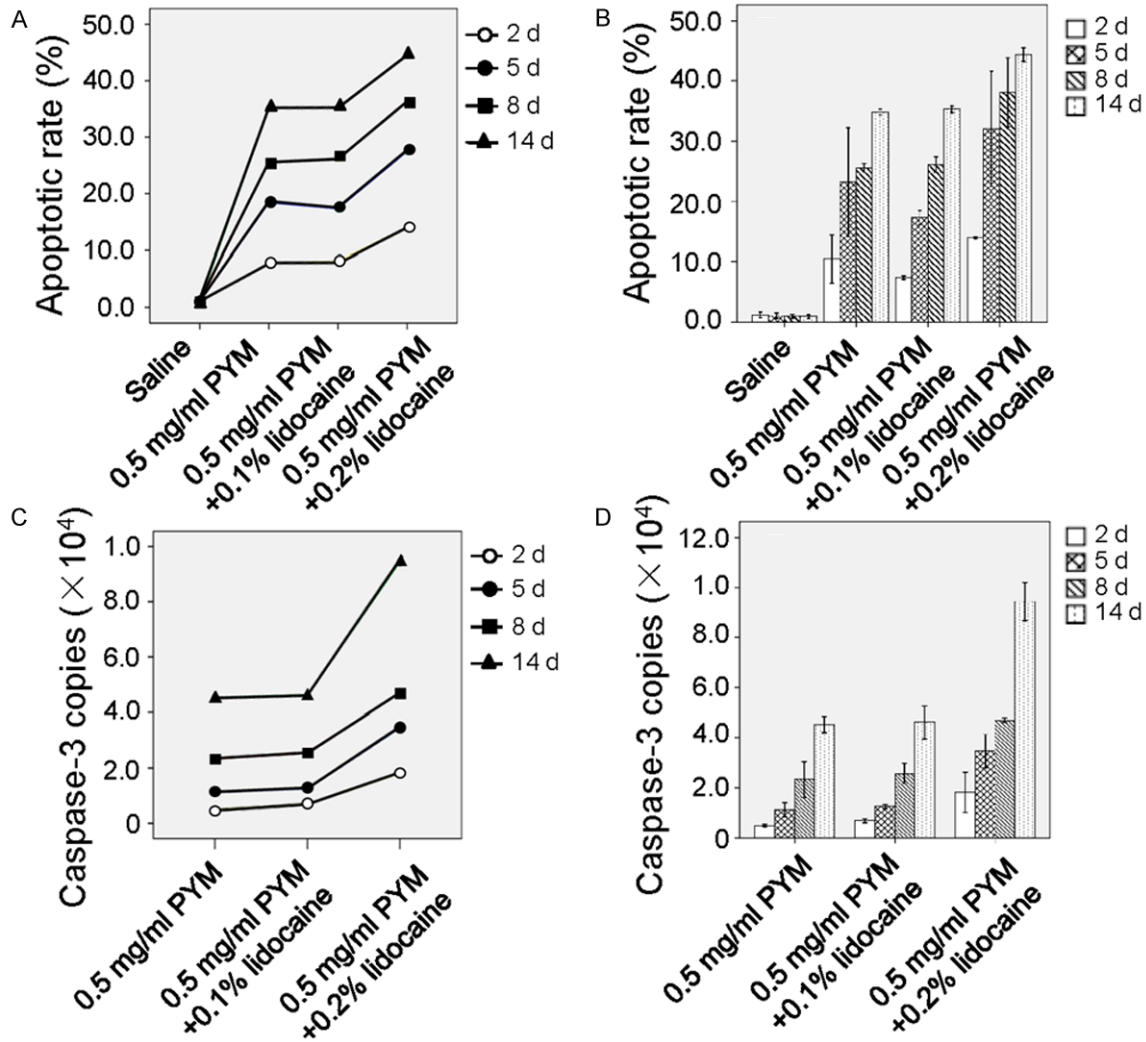 A
Apoptotic rate (%)
50.0
40.0
30.0
20.0
10.0
0.0
2 d
5 d
8 d
14 d
Saline
0.5 mg/ml PYM
0.5 mg/ml PYM
+0.1% lidocaine
0.5 mg/ml PYM
+0.2% lidocaine
B
Apoptotic rate (%)
50.0
40.0
30.0
20.0
10.0
0.0
2 d
5 d
8 d
14 d
Saline
0.5 mg/ml PYM
0.5 mg/ml PYM
+0.1% lidocaine
0.5 mg/ml PYM
+0.2% lidocaine
C
Caspase-3 copies (×10⁴)
1.0
8.0
6.0
4.0
2.0
0
2 d
5 d
8 d
14 d
0.5 mg/ml PYM
0.5 mg/ml PYM
+0.1% lidocaine
0.5 mg/ml PYM
+0.2% lidocaine
D
Caspase-3 copies (×10⁴)
12.0
1.0
8.0
6.0
4.0
2.0
0
2 d
5 d
8 d
14 d
0.5 mg/ml PYM
0.5 mg/ml PYM
+0.1% lidocaine
0.5 mg/ml PYM
+0.2% lidocaine